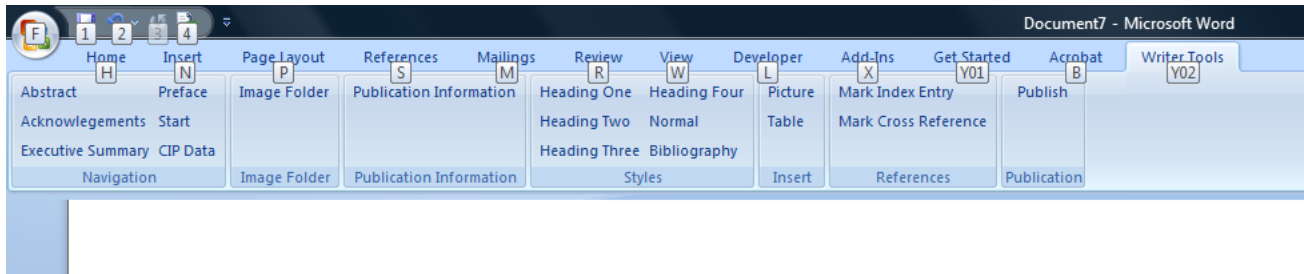 Document7 - Microsoft Word
F 1 2 3 4
Home Insert Page Layout References Mailings Review View Developer Add-Ins Get Started Acrobat Writer Tools
H N P S M R W L X Y01 B Y02
Abstract Preface Image Folder Publication Information Heading One Heading Four Picture Mark Index Entry Publish
Acknowlegements Start Heading Two Normal Table Mark Cross Reference
Executive Summary CIP Data Heading Three Bibliography
Navigation Image Folder Publication Information Styles Insert References Publication